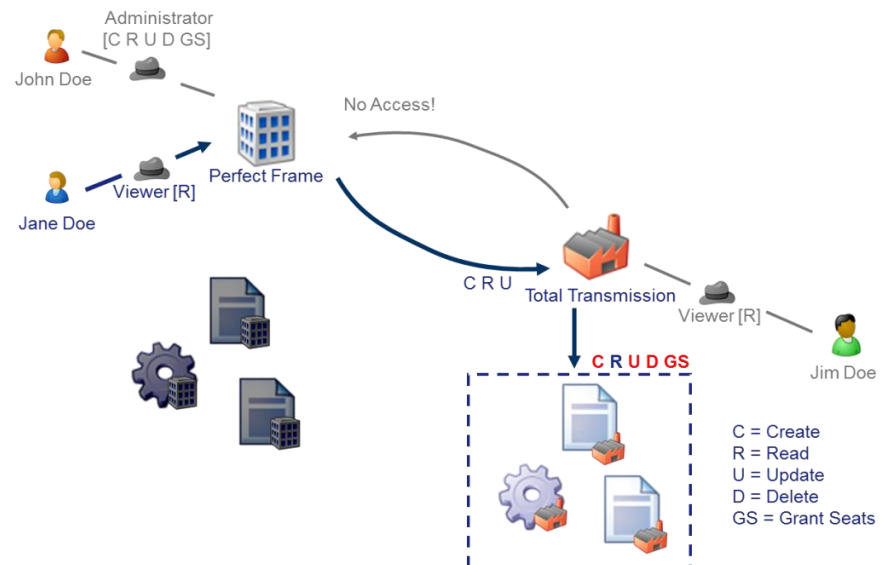 Administrator
[C R U D GS]
John Doe
No Access!
Perfect Frame
Viewer [R]
Jane Doe
C R U
Total Transmission
Viewer [R]
Jim Doe
C R U D GS
C = Create
R = Read
U = Update
D = Delete
GS = Grant Seats